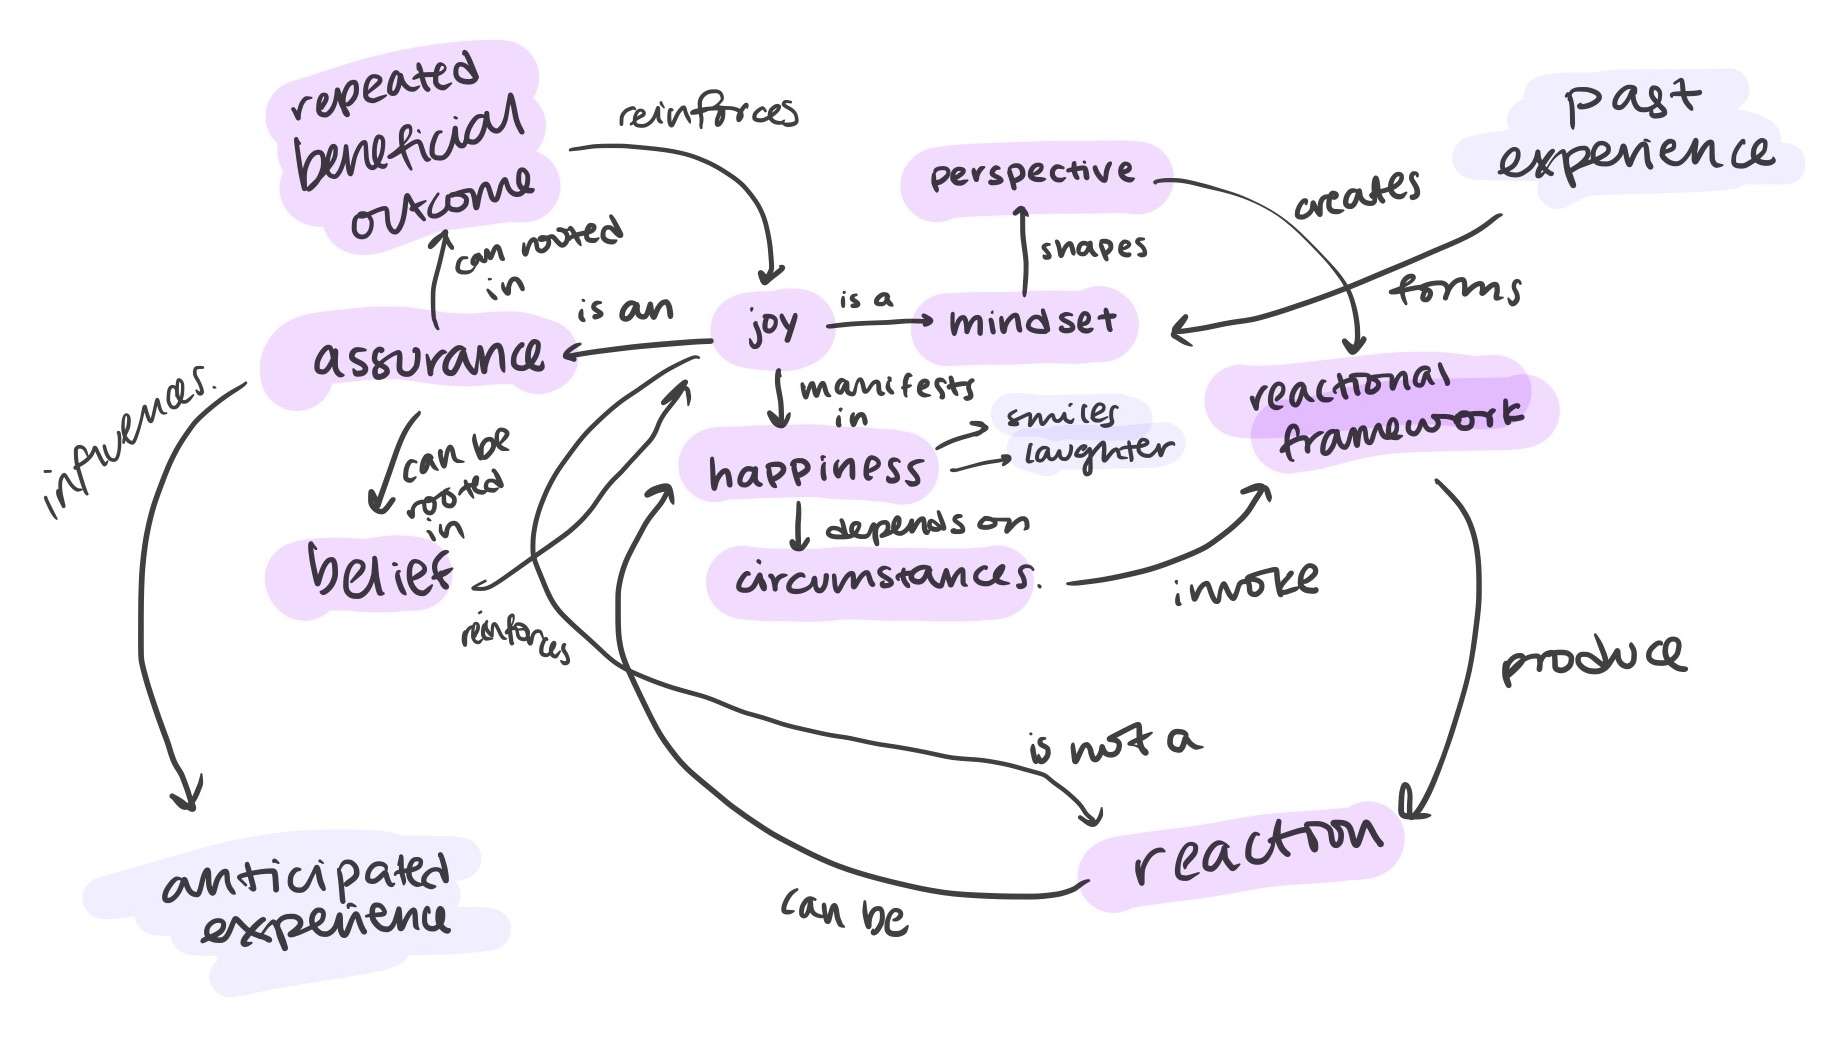 repeated
beneficial
outcome
reinforces
past
experience
perspective
creates
can rooted
in
shapes
forms
is an
joy
is a
mindset
assurance
influences.
manifests
in
smiles
laughter
reactional
framework
can be
rooted
in
happiness
depends on
belief
circumstances.
invoke
reinforces
produce
is not a
reaction
can be
anticipated
experience